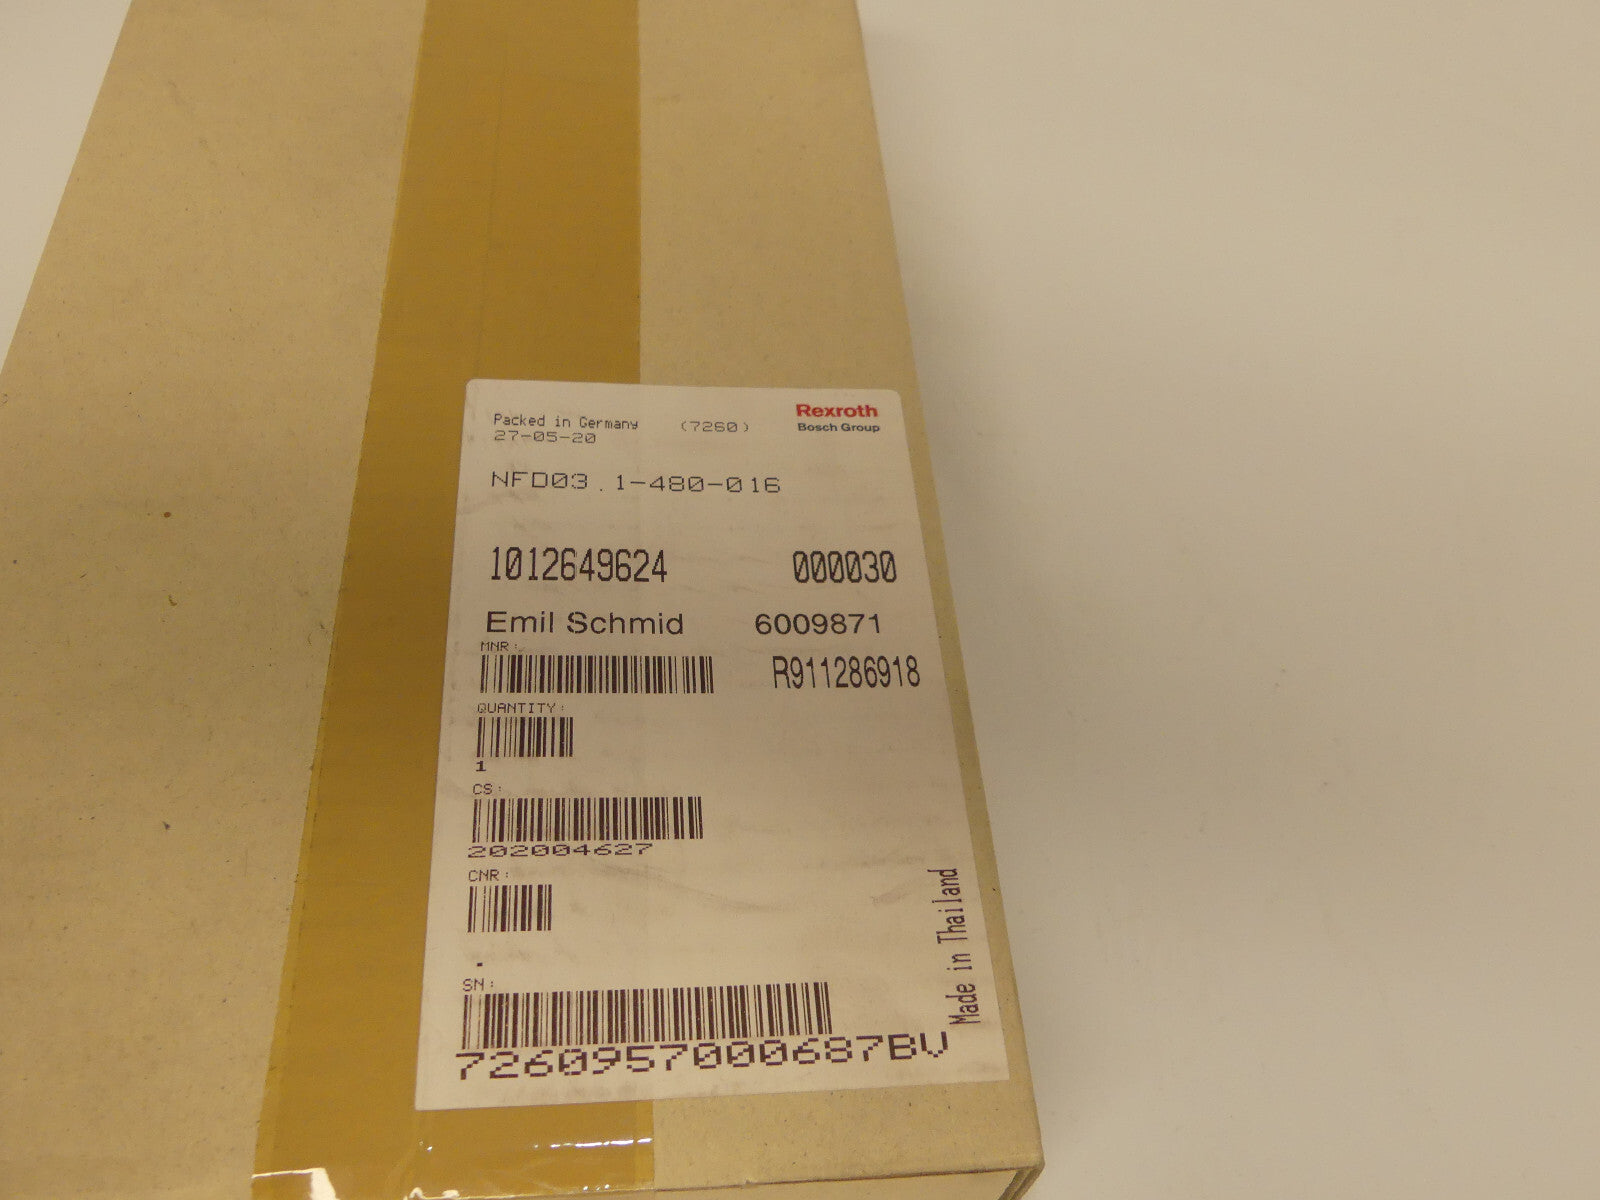 Packed in Germany (7260) Rexroth
27-05-20 Bosch Group
NFD03.1-480-016
1012649624 000030
Emil Schmid 6009871
MNR:
R911286918
QUANTITY:
1
CS:
202004627
CNR:
.
SN:
7260957000687BV
Made in Thailand